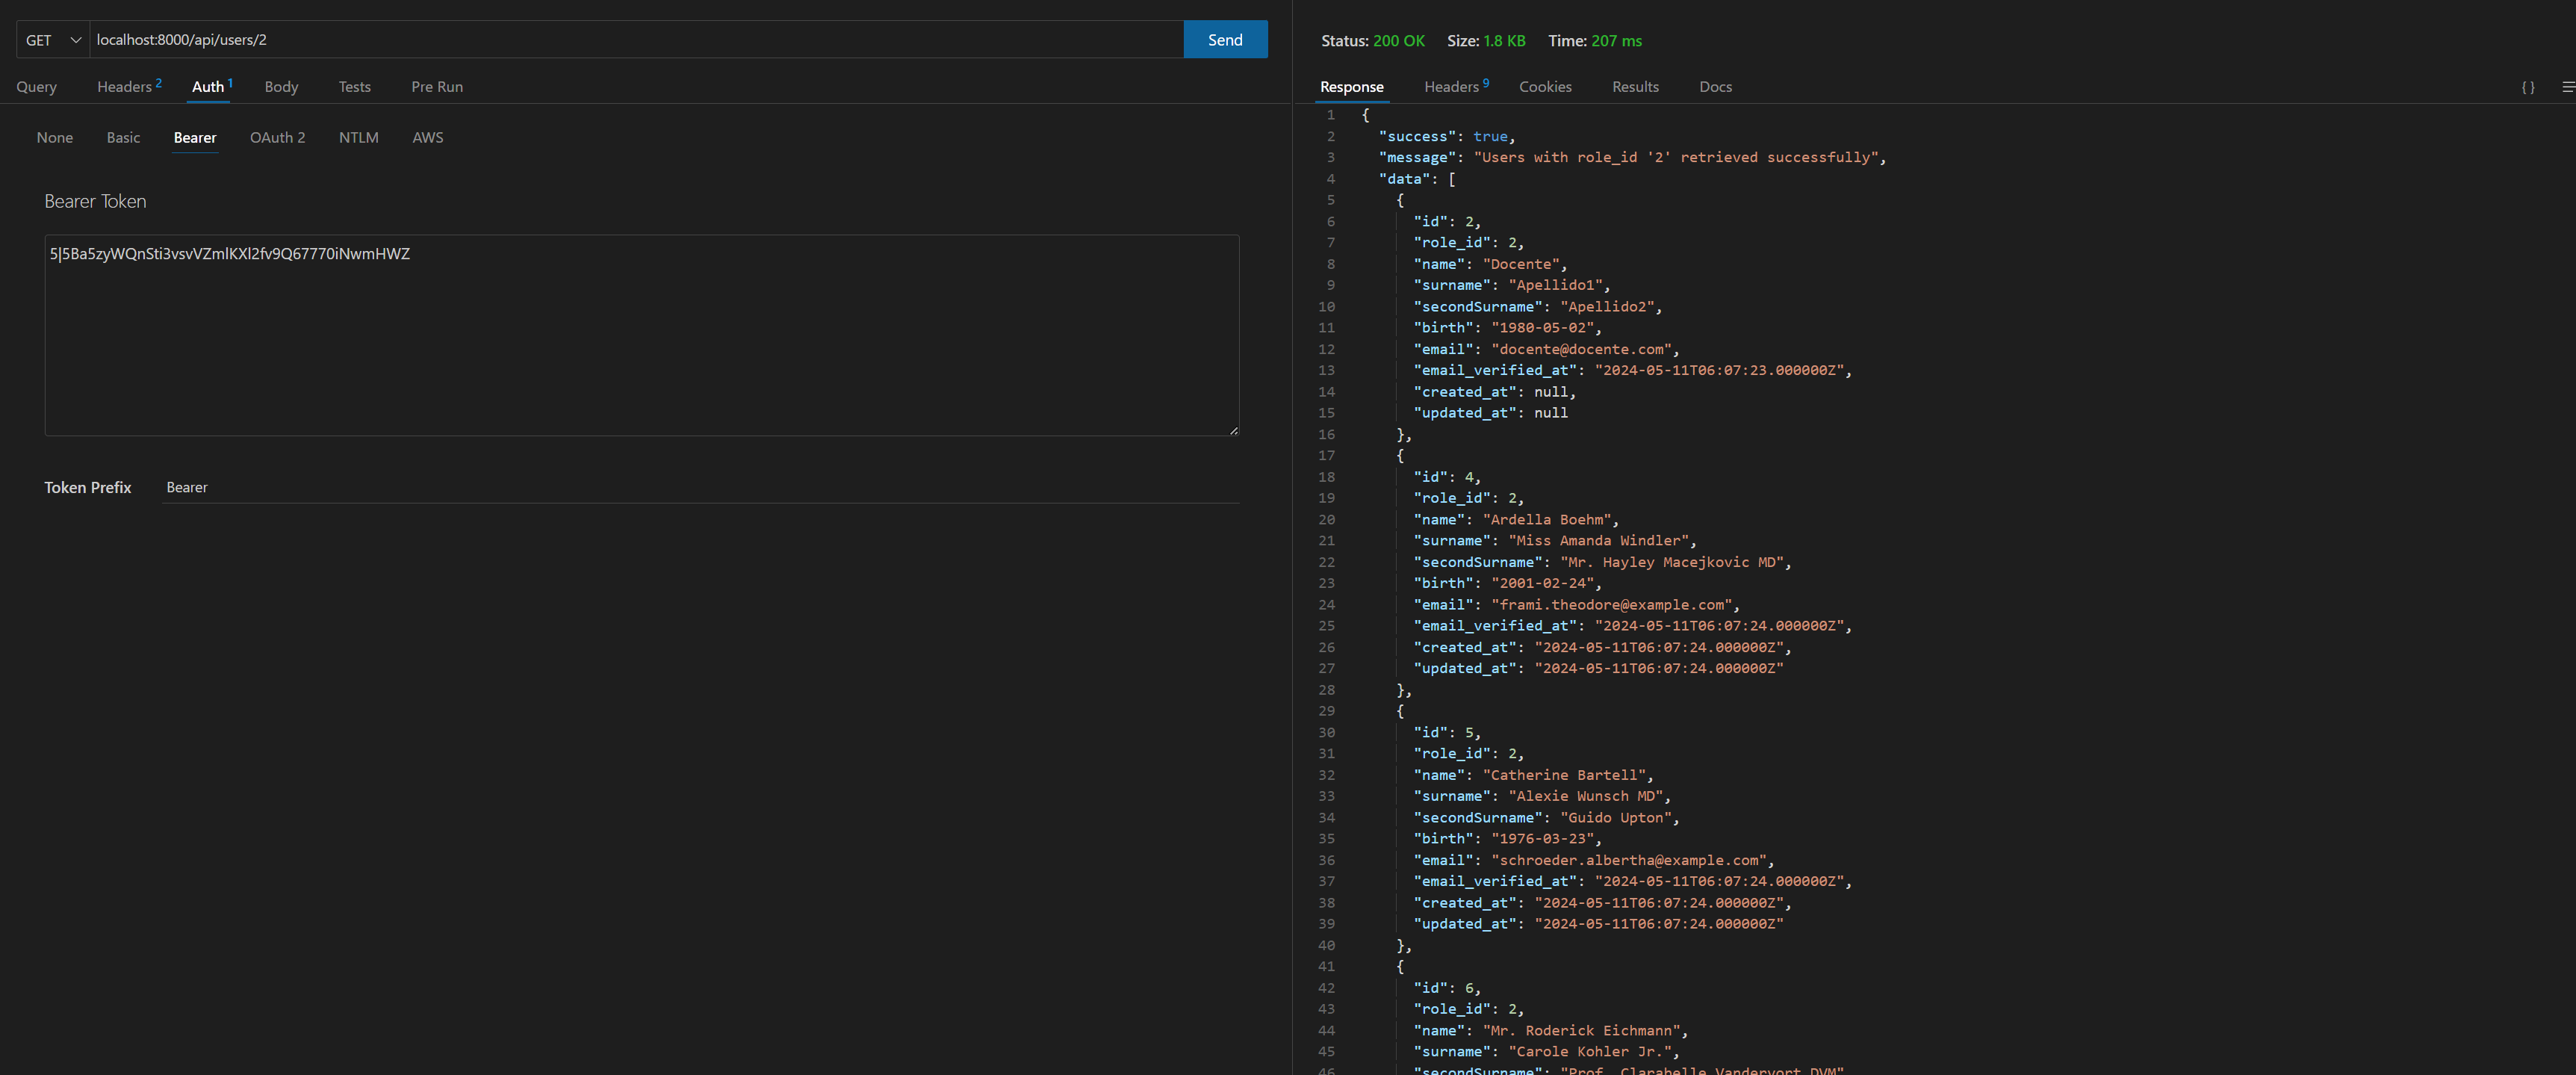 GET localhost:8000/api/users/2 Send
Query Headers 2 Auth 1 Body Tests Pre Run
None Basic Bearer OAuth 2 NTLM AWS
Bearer Token
5|5Ba5zyWQnSti3vsvVZmlKXl2fv9Q67770iNwmHWZ
Token Prefix Bearer
Status: 200 OK Size: 1.8 KB Time: 207 ms
Response Headers 9 Cookies Results Docs { }
1 {
2 "success": true,
3 "message": "Users with role_id '2' retrieved successfully",
4 "data": [
5 {
6 "id": 2,
7 "role_id": 2,
8 "name": "Docente",
9 "surname": "Apellido1",
10 "secondSurname": "Apellido2",
11 "birth": "1980-05-02",
12 "email": "docente@docente.com",
13 "email_verified_at": "2024-05-11T06:07:23.000000Z",
14 "created_at": null,
15 "updated_at": null
16 },
17 {
18 "id": 4,
19 "role_id": 2,
20 "name": "Ardella Boehm",
21 "surname": "Miss Amanda Windler",
22 "secondSurname": "Mr. Hayley Macejkovic MD",
23 "birth": "2001-02-24",
24 "email": "frami.theodore@example.com",
25 "email_verified_at": "2024-05-11T06:07:24.000000Z",
26 "created_at": "2024-05-11T06:07:24.000000Z",
27 "updated_at": "2024-05-11T06:07:24.000000Z"
28 },
29 {
30 "id": 5,
31 "role_id": 2,
32 "name": "Catherine Bartell",
33 "surname": "Alexie Wunsch MD",
34 "secondSurname": "Guido Upton",
35 "birth": "1976-03-23",
36 "email": "schroeder.albertha@example.com",
37 "email_verified_at": "2024-05-11T06:07:24.000000Z",
38 "created_at": "2024-05-11T06:07:24.000000Z",
39 "updated_at": "2024-05-11T06:07:24.000000Z"
40 },
41 {
42 "id": 6,
43 "role_id": 2,
44 "name": "Mr. Roderick Eichmann",
45 "surname": "Carole Kohler Jr.",
46 "secondSurname": "Prof. Clarabelle Vandervort DVM"